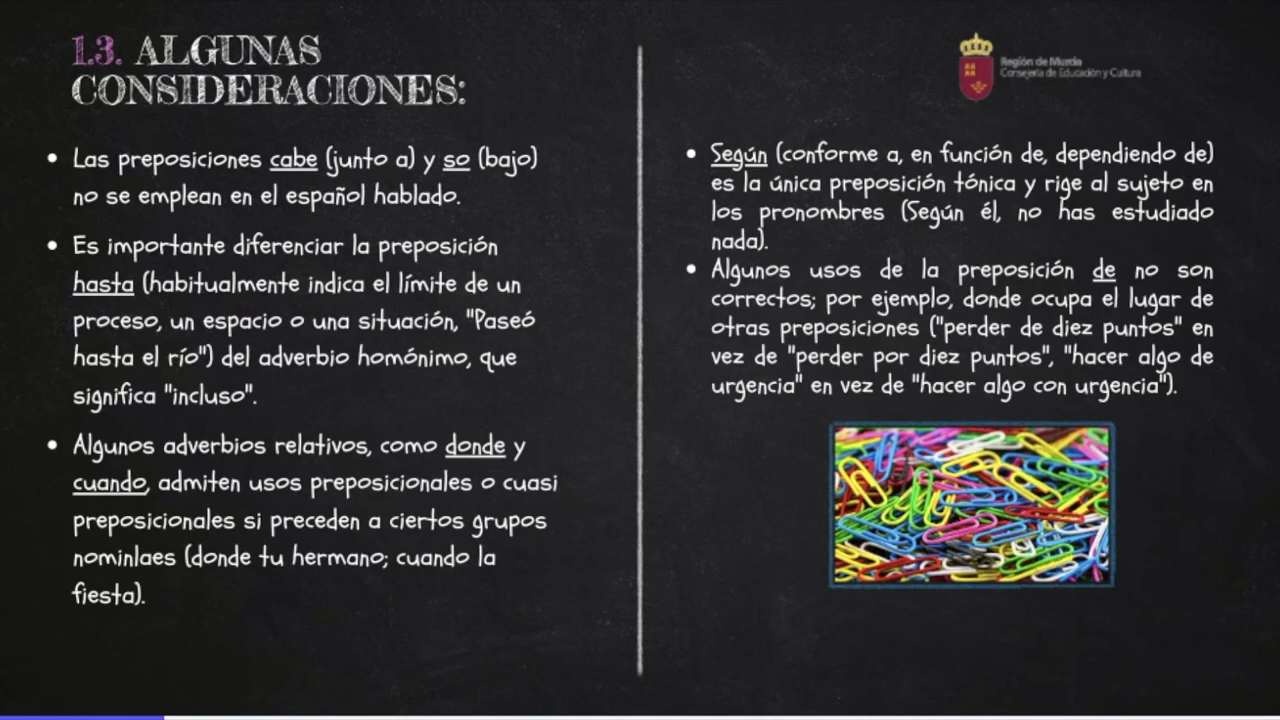 1.3. ALGUNAS
CONSIDERACIONES:
• Las preposiciones cabe (junto a) y so (bajo)
no se emplean en el español hablado.
• Es importante diferenciar la preposición
hasta (habitualmente indica el límite de un
proceso, un espacio o una situación, "Paseó
hasta el río") del adverbio homónimo, que
significa "incluso".
• Algunos adverbios relativos, como donde y
cuando, admiten usos preposicionales o cuasi
preposicionales si preceden a ciertos grupos
nominlaes (donde tu hermano; cuando la
fiesta).
Región de Murcia
Consejería de Educación y Cultura
• Según (conforme a, en función de, dependiendo de)
es la única preposición tónica y rige al sujeto en
los pronombres (Según él, no has estudiado
nada).
• Algunos usos de la preposición de no son
correctos; por ejemplo, donde ocupa el lugar de
otras preposiciones ("perder de diez puntos" en
vez de "perder por diez puntos", "hacer algo de
urgencia" en vez de "hacer algo con urgencia").